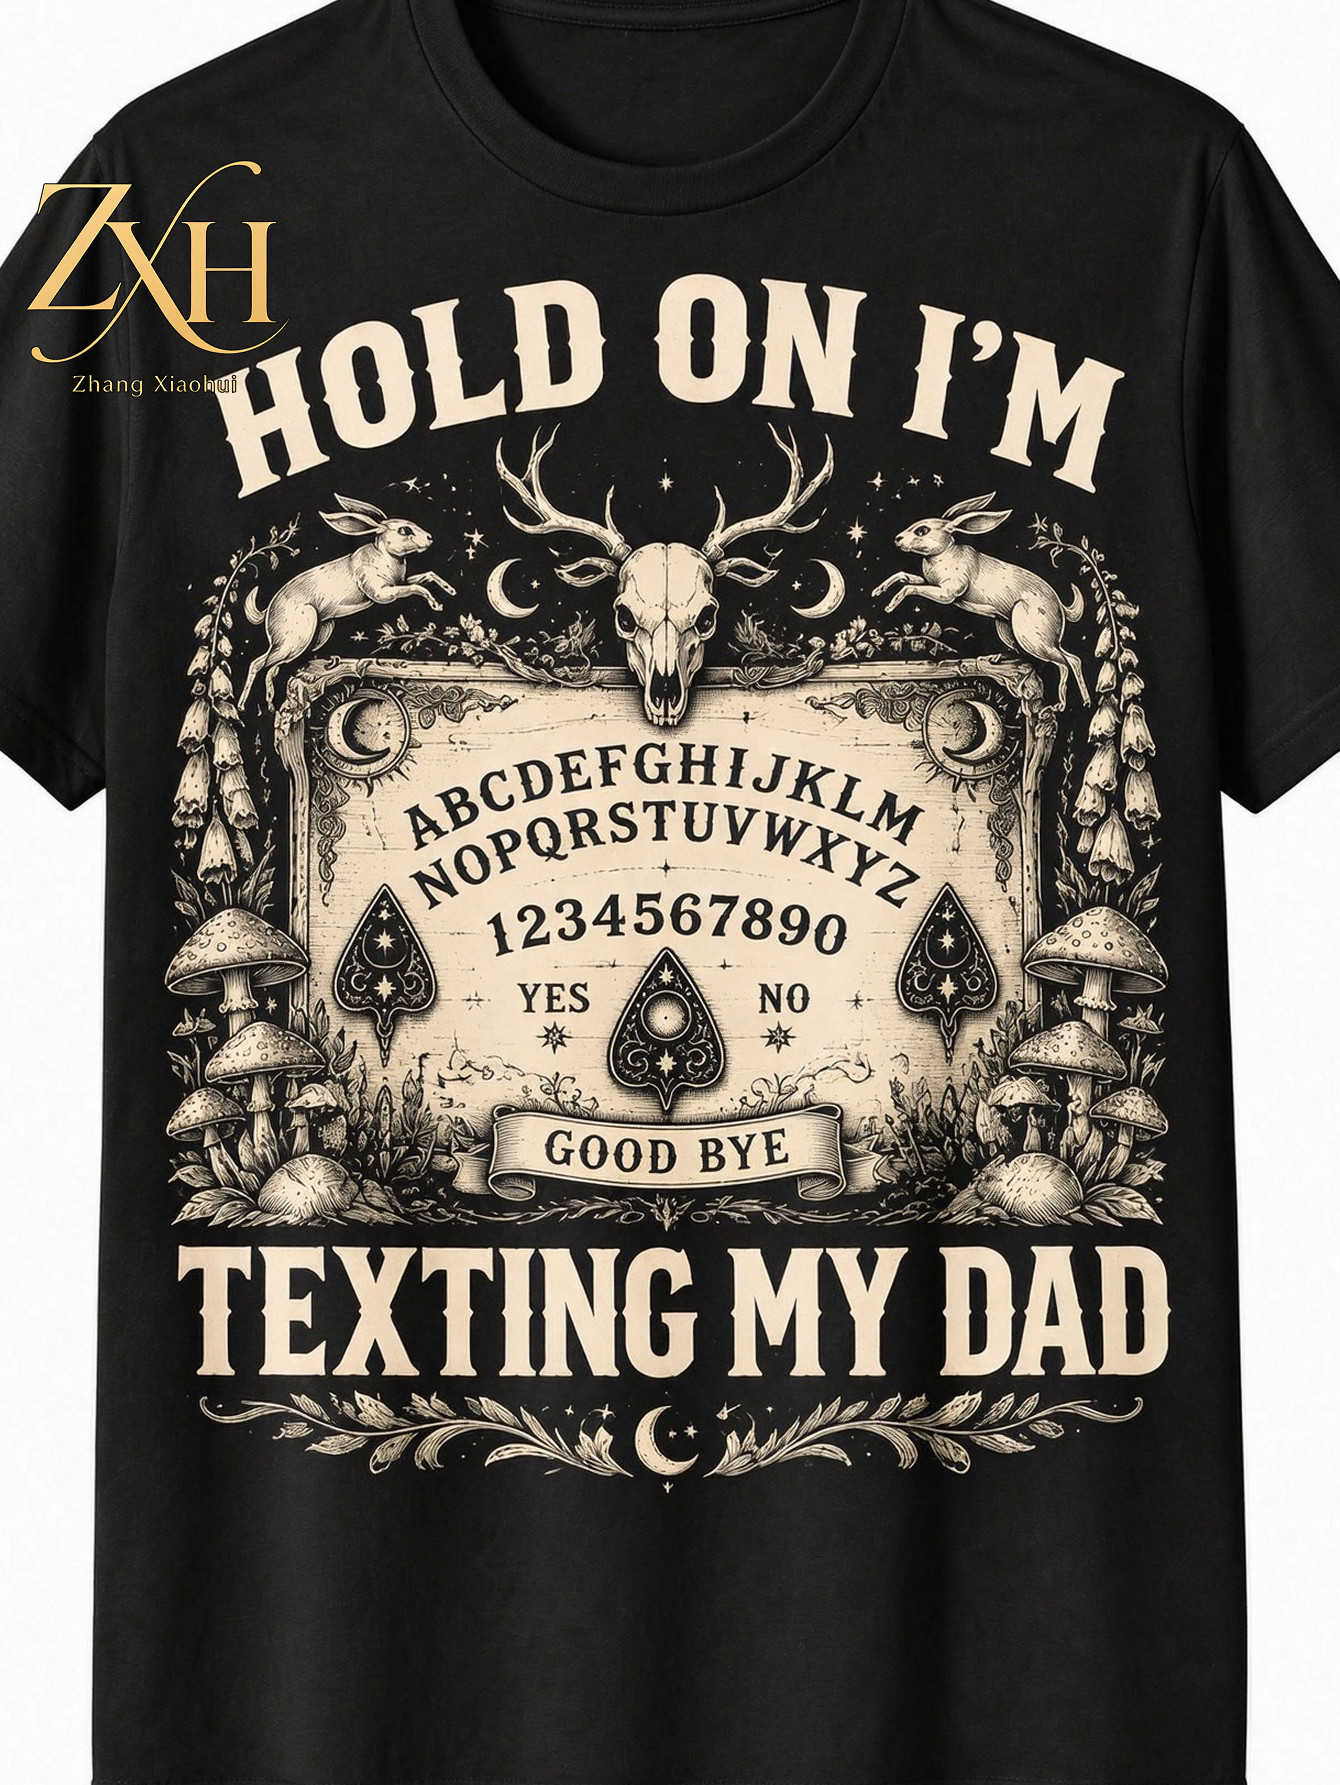 ZXH
Zhang Xiaohui
HOLD ON I'M
ABCDEFGHIJKLM
NOPQRSTUVWXYZ
1234567890
YES NO
GOOD BYE
TEXTING MY DAD